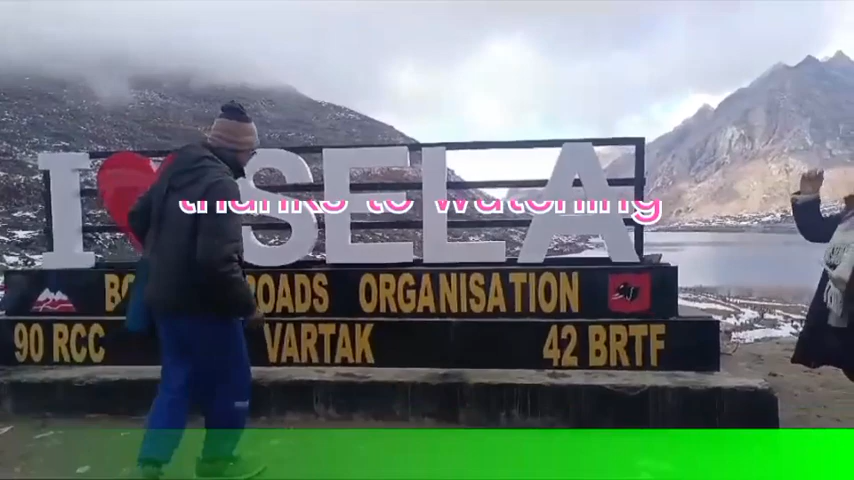 I SELA
thanks to watching
ROADS ORGANISATION
90 RCC VARTAK 42 BRTF